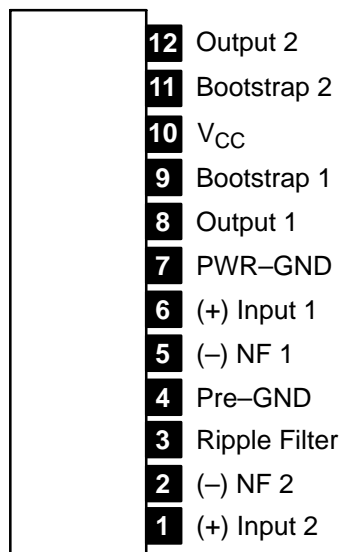 12 Output 2
11 Bootstrap 2
10 VCC
9 Bootstrap 1
8 Output 1
7 PWR–GND
6 (+) Input 1
5 (–) NF 1
4 Pre–GND
3 Ripple Filter
2 (–) NF 2
1 (+) Input 2